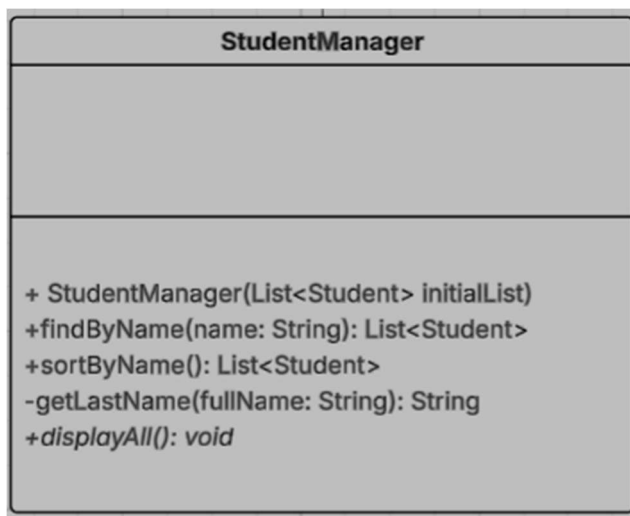 StudentManager
+ StudentManager(List<Student> initialList)
+findByName(name: String): List<Student>
+sortByName(): List<Student>
-getLastName(fullName: String): String
+displayAll(): void